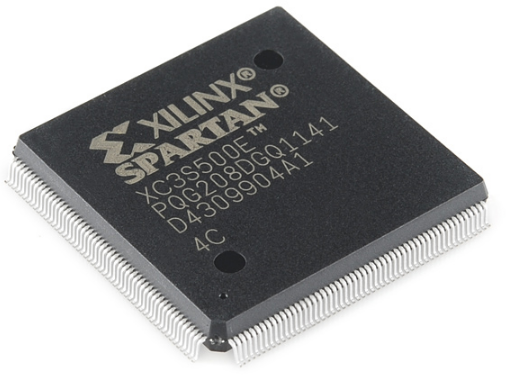 XILINX®
SPARTAN®
XC3S500E™
PQG208DGQ1141
D4309904A1
4C